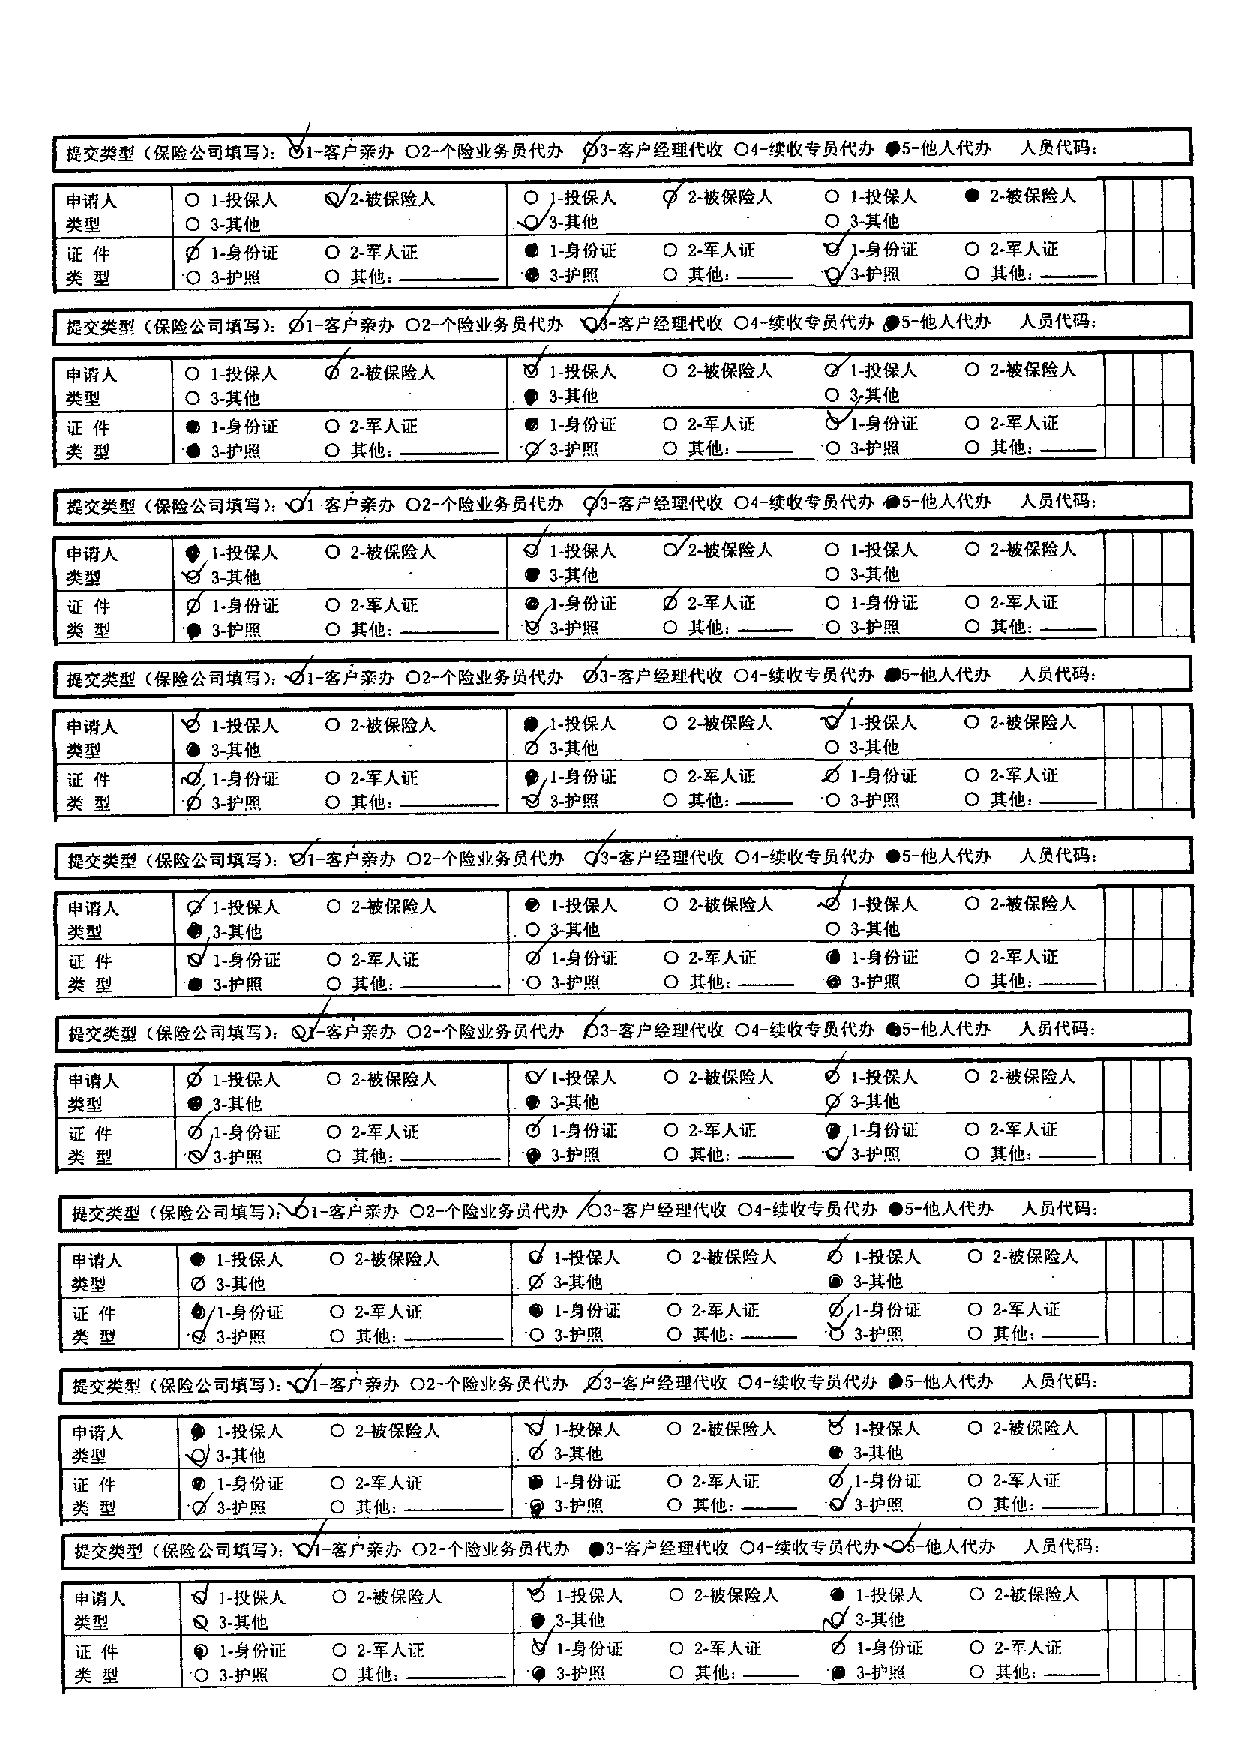 提交类型（保险公司填写）： 1-客户亲办 2-个险业务员代办 3-客户经理代收 4-续收专员代办 5-他人代办 人员代码：
申请人 1-投保人 2-被保险人 1-投保人 2-被保险人 1-投保人 2-被保险人
类型 3-其他 3-其他 3-其他
证 件 1-身份证 2-军人证 1-身份证 2-军人证 1-身份证 2-军人证
类 型 3-护照 其他： 3-护照 其他： 3-护照 其他：
提交类型（保险公司填写）： 1-客户亲办 2-个险业务员代办 3-客户经理代收 4-续收专员代办 5-他人代办 人员代码：
申请人 1-投保人 2-被保险人 1-投保人 2-被保险人 1-投保人 2-被保险人
类型 3-其他 3-其他 3-其他
证 件 1-身份证 2-军人证 1-身份证 2-军人证 1-身份证 2-军人证
类 型 3-护照 其他： 3-护照 其他： 3-护照 其他：
提交类型（保险公司填写）： 1-客户亲办 2-个险业务员代办 3-客户经理代收 4-续收专员代办 5-他人代办 人员代码：
申请人 1-投保人 2-被保险人 1-投保人 2-被保险人 1-投保人 2-被保险人
类型 3-其他 3-其他 3-其他
证 件 1-身份证 2-军人证 1-身份证 2-军人证 1-身份证 2-军人证
类 型 3-护照 其他： 3-护照 其他： 3-护照 其他：
提交类型（保险公司填写）： 1-客户亲办 2-个险业务员代办 3-客户经理代收 4-续收专员代办 5-他人代办 人员代码：
申请人 1-投保人 2-被保险人 1-投保人 2-被保险人 1-投保人 2-被保险人
类型 3-其他 3-其他 3-其他
证 件 1-身份证 2-军人证 1-身份证 2-军人证 1-身份证 2-军人证
类 型 3-护照 其他： 3-护照 其他： 3-护照 其他：
提交类型（保险公司填写）： 1-客户亲办 2-个险业务员代办 3-客户经理代收 4-续收专员代办 5-他人代办 人员代码：
申请人 1-投保人 2-被保险人 1-投保人 2-被保险人 1-投保人 2-被保险人
类型 3-其他 3-其他 3-其他
证 件 1-身份证 2-军人证 1-身份证 2-军人证 1-身份证 2-军人证
类 型 3-护照 其他： 3-护照 其他： 3-护照 其他：
提交类型（保险公司填写）： 1-客户亲办 2-个险业务员代办 3-客户经理代收 4-续收专员代办 5-他人代办 人员代码：
申请人 1-投保人 2-被保险人 1-投保人 2-被保险人 1-投保人 2-被保险人
类型 3-其他 3-其他 3-其他
证 件 1-身份证 2-军人证 1-身份证 2-军人证 1-身份证 2-军人证
类 型 3-护照 其他： 3-护照 其他： 3-护照 其他：
提交类型（保险公司填写）： 1-客户亲办 2-个险业务员代办 3-客户经理代收 4-续收专员代办 5-他人代办 人员代码：
申请人 1-投保人 2-被保险人 1-投保人 2-被保险人 1-投保人 2-被保险人
类型 3-其他 3-其他 3-其他
证 件 1-身份证 2-军人证 1-身份证 2-军人证 1-身份证 2-军人证
类 型 3-护照 其他： 3-护照 其他： 3-护照 其他：
提交类型（保险公司填写）： 1-客户亲办 2-个险业务员代办 3-客户经理代收 4-续收专员代办 5-他人代办 人员代码：
申请人 1-投保人 2-被保险人 1-投保人 2-被保险人 1-投保人 2-被保险人
类型 3-其他 3-其他 3-其他
证 件 1-身份证 2-军人证 1-身份证 2-军人证 1-身份证 2-军人证
类 型 3-护照 其他： 3-护照 其他： 3-护照 其他：
提交类型（保险公司填写）： 1-客户亲办 2-个险业务员代办 3-客户经理代收 4-续收专员代办 5-他人代办 人员代码：
申请人 1-投保人 2-被保险人 1-投保人 2-被保险人 1-投保人 2-被保险人
类型 3-其他 3-其他 3-其他
证 件 1-身份证 2-军人证 1-身份证 2-军人证 1-身份证 2-军人证
类 型 3-护照 其他： 3-护照 其他： 3-护照 其他：